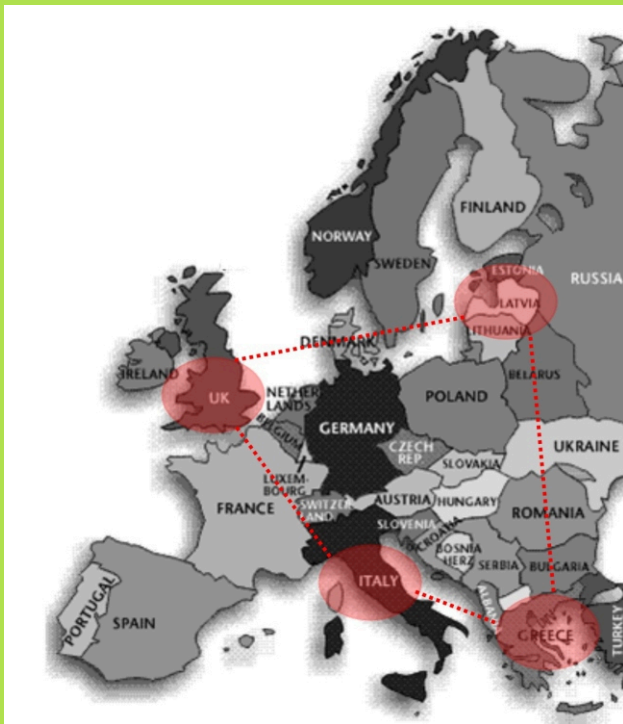 FINLAND
NORWAY
SWEDEN
ESTONIA
RUSSIA
LATVIA
LITHUANIA
DENMARK
IRELAND
UK
NETHER
LANDS
BELARUS
POLAND
BELGIUM
GERMANY
UKRAINE
CZECH
REP
SLOVAKIA
LUXEM-
BOURG
FRANCE
SWITZER
LAND
AUSTRIA
HUNGARY
ROMANIA
SLOVENIA
CROATIA
BOSNIA
HERZ
SERBIA
BULGARIA
ITALY
PORTUGAL
SPAIN
GREECE
TURKEY